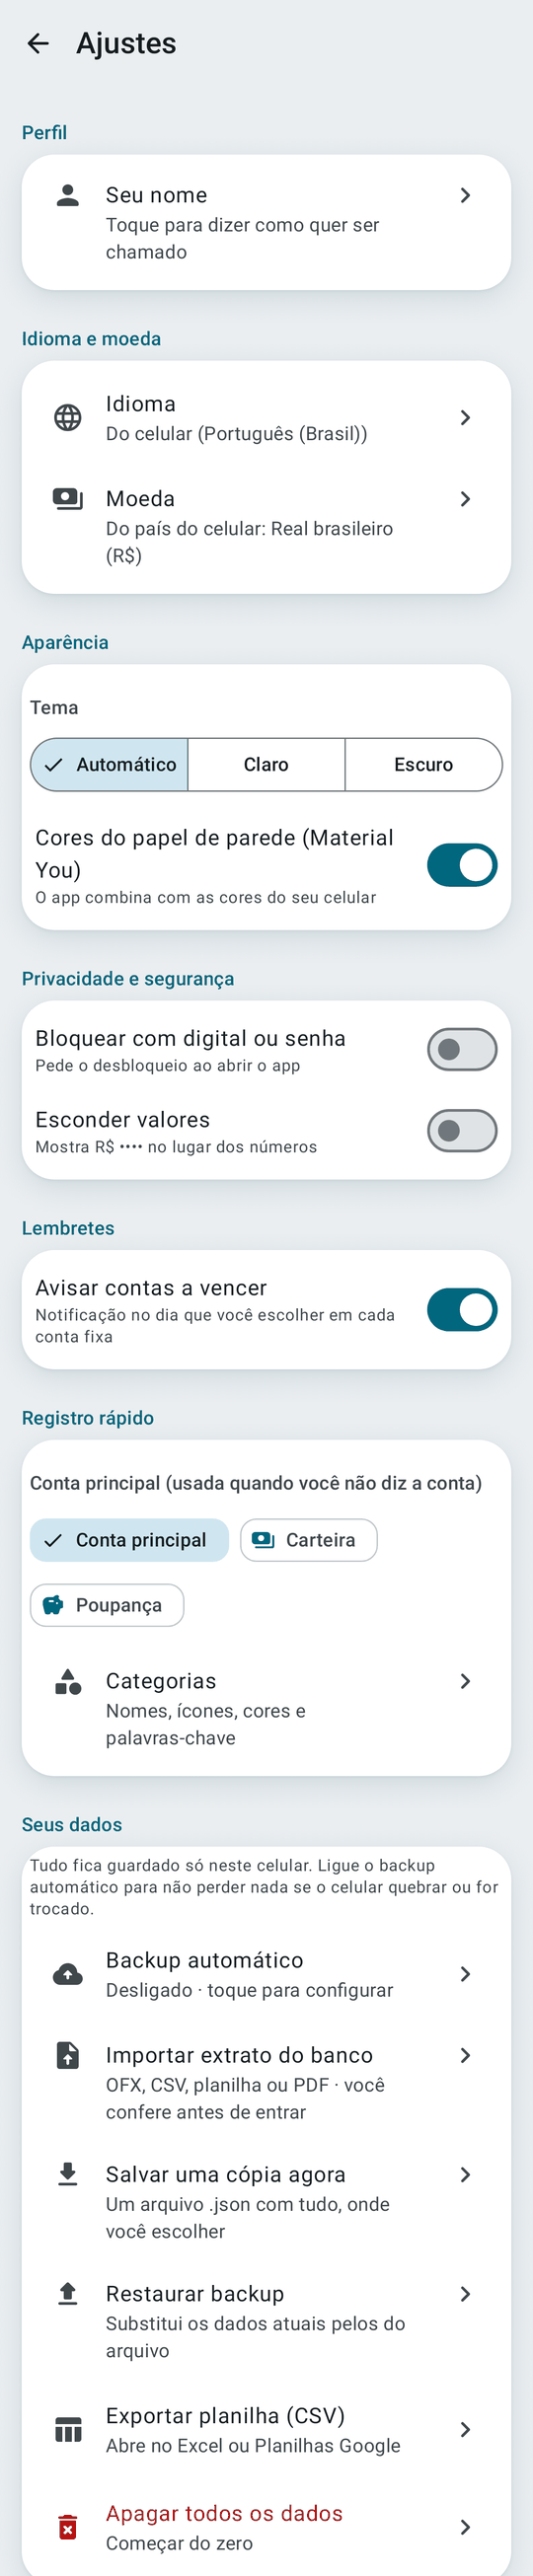 Ajustes
Perfil
Seu nome
Toque para dizer como quer ser
chamado
Idioma e moeda
Idioma
Do celular (Português (Brasil))
Moeda
Do país do celular: Real brasileiro
(R$)
Aparência
Tema
Automático
Claro
Escuro
Cores do papel de parede (Material
You)
O app combina com as cores do seu celular
Privacidade e segurança
Bloquear com digital ou senha
Pede o desbloqueio ao abrir o app
Esconder valores
Mostra R$ •••• no lugar dos números
Lembretes
Avisar contas a vencer
Notificação no dia que você escolher em cada
conta fixa
Registro rápido
Conta principal (usada quando você não diz a conta)
Conta principal
Carteira
Poupança
Categorias
Nomes, ícones, cores e
palavras-chave
Seus dados
Tudo fica guardado só neste celular. Ligue o backup
automático para não perder nada se o celular quebrar ou for
trocado.
Backup automático
Desligado · toque para configurar
Importar extrato do banco
OFX, CSV, planilha ou PDF · você
confere antes de entrar
Salvar uma cópia agora
Um arquivo .json com tudo, onde
você escolher
Restaurar backup
Substitui os dados atuais pelos do
arquivo
Exportar planilha (CSV)
Abre no Excel ou Planilhas Google
Apagar todos os dados
Começar do zero